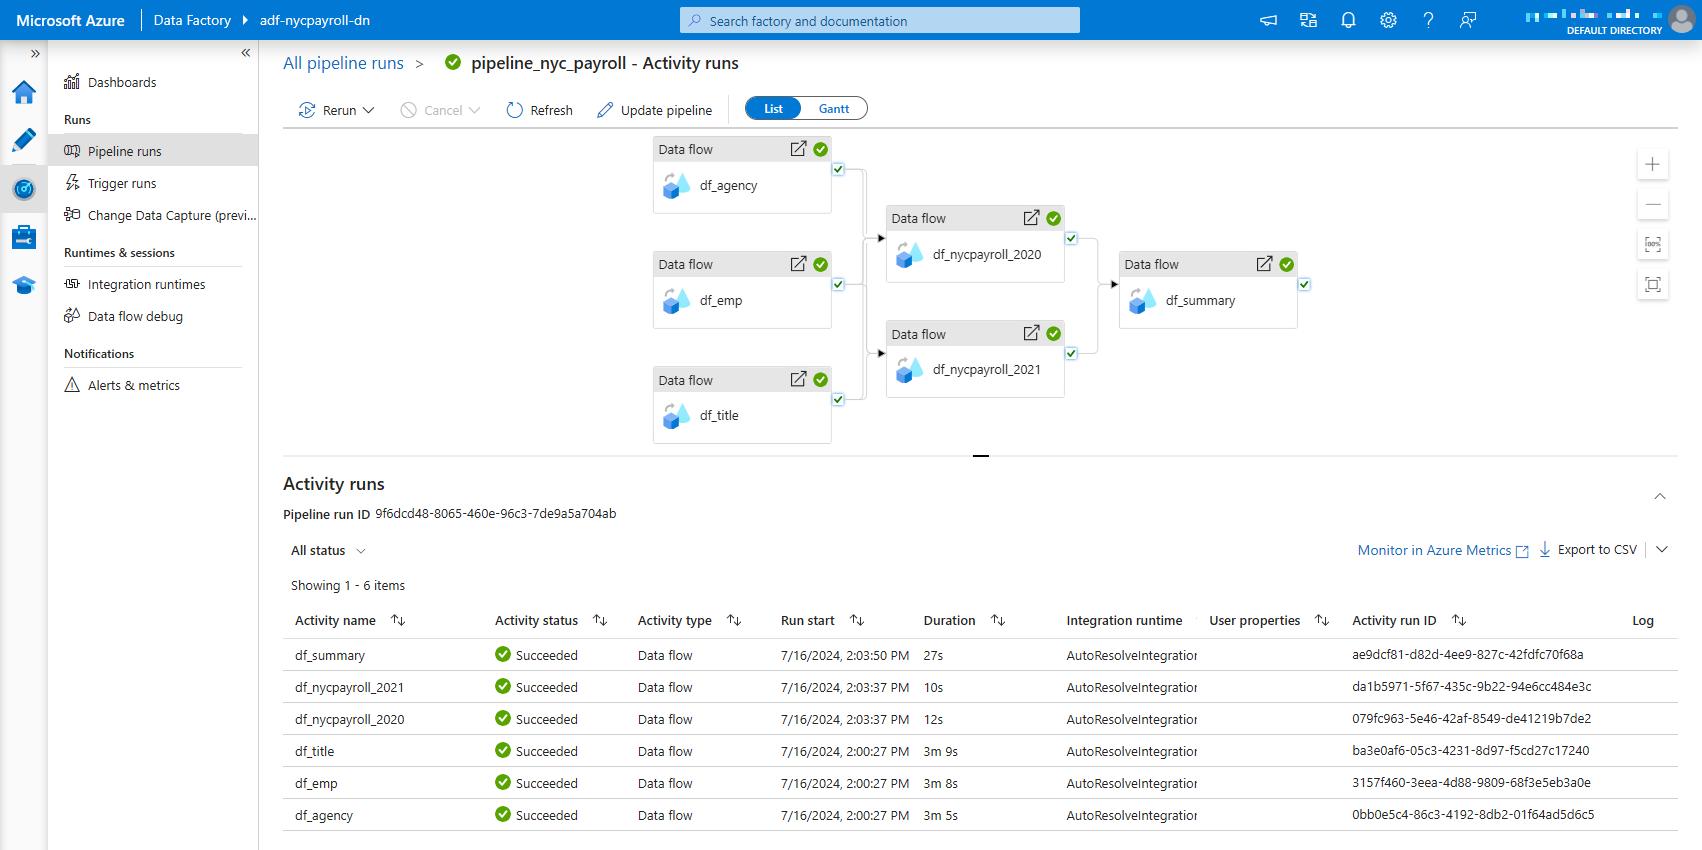 Microsoft Azure
Data Factory
adf-nycpayroll-dn
Search factory and documentation
DEFAULT DIRECTORY
Dashboards
Runs
Pipeline runs
Trigger runs
Change Data Capture (previ...
Runtimes & sessions
Integration runtimes
Data flow debug
Notifications
Alerts & metrics
All pipeline runs > pipeline_nyc_payroll - Activity runs
Rerun Cancel Refresh Update pipeline List Gantt
Data flow
df_agency
Data flow
df_emp
Data flow
df_title
Data flow
df_nycpayroll_2020
Data flow
df_nycpayroll_2021
Data flow
df_summary
100%
Activity runs
Pipeline run ID 9f6dcd48-8065-460e-96c3-7de9a5a704ab
All status
Monitor in Azure Metrics Export to CSV
Showing 1 - 6 items
Activity name Activity status Activity type Run start Duration Integration runtime User properties Activity run ID Log
df_summary Succeeded Data flow 7/16/2024, 2:03:50 PM 27s AutoResolveIntegration ae9dcf81-d82d-4ee9-827c-42fdfc70f68a
df_nycpayroll_2021 Succeeded Data flow 7/16/2024, 2:03:37 PM 10s AutoResolveIntegration da1b5971-5f67-435c-9b22-94e6cc484e3c
df_nycpayroll_2020 Succeeded Data flow 7/16/2024, 2:03:37 PM 12s AutoResolveIntegration 079fc963-5e46-42af-8549-de41219b7de2
df_title Succeeded Data flow 7/16/2024, 2:00:27 PM 3m 9s AutoResolveIntegration ba3e0af6-05c3-4231-8d97-f5cd27c17240
df_emp Succeeded Data flow 7/16/2024, 2:00:27 PM 3m 8s AutoResolveIntegration 3157f460-3eea-4d88-9809-68f3e5eb3a0e
df_agency Succeeded Data flow 7/16/2024, 2:00:27 PM 3m 5s AutoResolveIntegration 0bb0e5c4-86c3-4192-8db2-01f64ad5d6c5